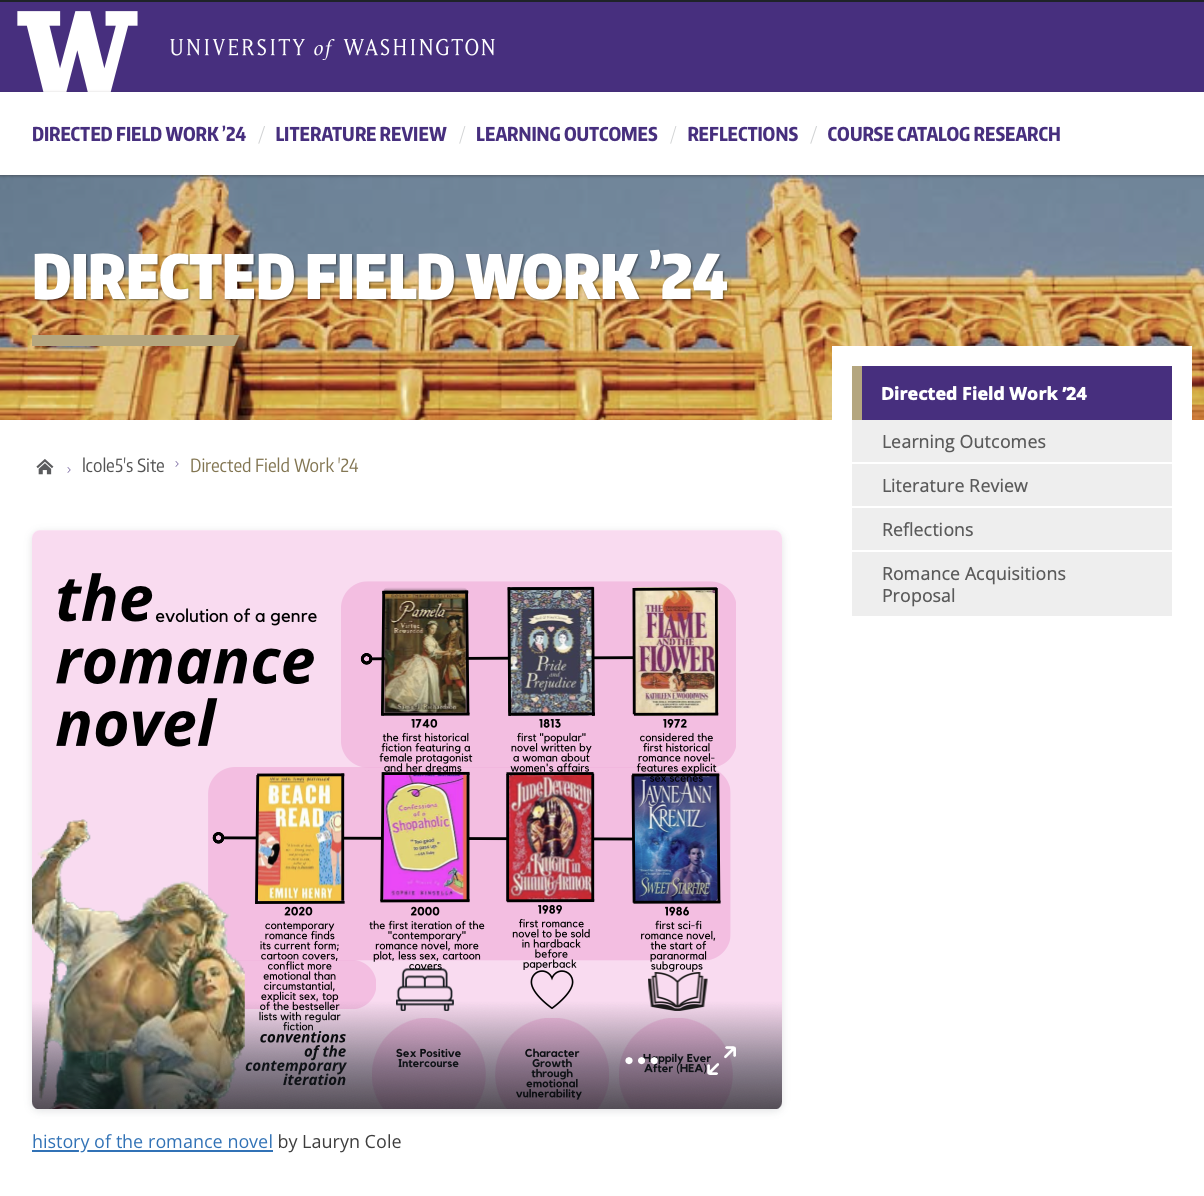 W UNIVERSITY of WASHINGTON
DIRECTED FIELD WORK ’24 / LITERATURE REVIEW / LEARNING OUTCOMES / REFLECTIONS / COURSE CATALOG RESEARCH
DIRECTED FIELD WORK ’24
Directed Field Work ’24
Learning Outcomes
Literature Review
Reflections
Romance Acquisitions
Proposal
lcole5's Site › Directed Field Work '24
the evolution of a genre
romance
novel
Pamela
Virtue
Rewarded
Pride
and
Prejudice
THE
FLAME
AND THE
FLOWER
KATHLEEN E. WOODIWISS
1740
the first historical
fiction featuring a
female protagonist
and her dreams
1813
first "popular"
novel written by
a woman about
women's affairs
1972
considered the
first historical
romance novel-
features explicit
sex scenes
BEACH
READ
EMILY HENRY
Confessions
of a
Shopaholic
SOPHIE KINSELLA
Jude Deveraux
A Knight in
Shining Armor
JAYNE ANN
KRENTZ
SWEET STARFIRE
2020
contemporary
romance finds
its current form;
cartoon covers,
conflict more
emotional than
circumstantial,
explicit sex, top
of the bestseller
lists with regular
fiction
2000
the first iteration of the
"contemporary"
romance novel, more
plot, less sex, cartoon
covers
1989
first romance
novel to be sold
in hardback
before
paperback
1986
first sci-fi
romance novel,
the start of
paranormal
subgroups
conventions
of the
contemporary
iteration
Sex Positive
Intercourse
Character
Growth
through
emotional
vulnerability
Happily Ever
After (HEA)
history of the romance novel by Lauryn Cole